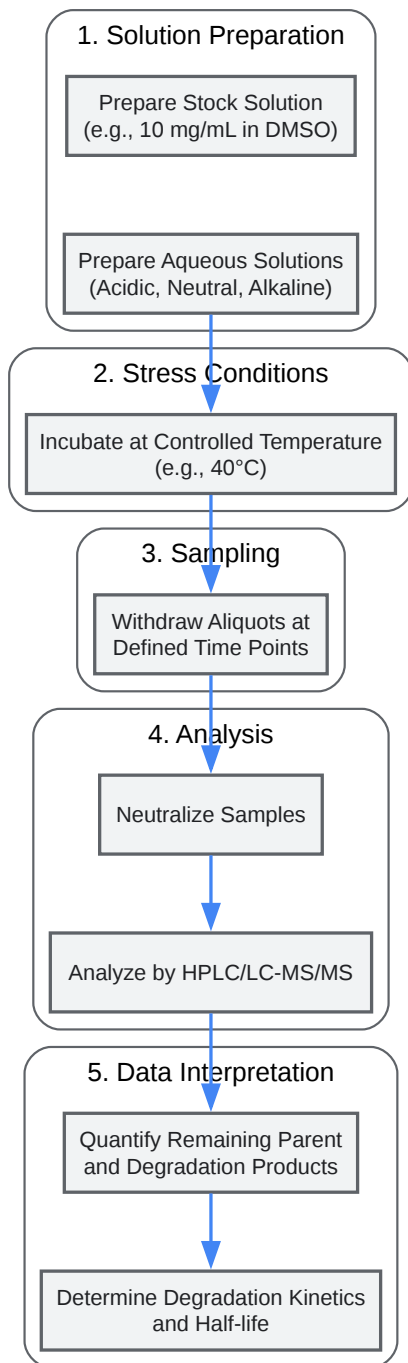 1. Solution Preparation
Prepare Stock Solution
(e.g., 10 mg/mL in DMSO)
Prepare Aqueous Solutions
(Acidic, Neutral, Alkaline)
2. Stress Conditions
Incubate at Controlled Temperature
(e.g., 40°C)
3. Sampling
Withdraw Aliquots at
Defined Time Points
4. Analysis
Neutralize Samples
Analyze by HPLC/LC-MS/MS
5. Data Interpretation
Quantify Remaining Parent
and Degradation Products
Determine Degradation Kinetics
and Half-life